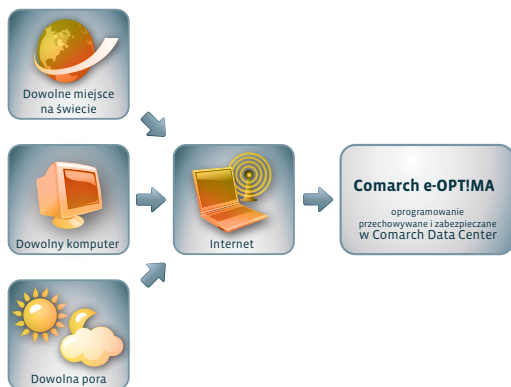 Dowolne miejsce
na świecie
Dowolny komputer
Internet
Comarch e-OPT!MA
oprogramowanie
przechowywane i zabezpieczane
w Comarch Data Center
Dowolna pora